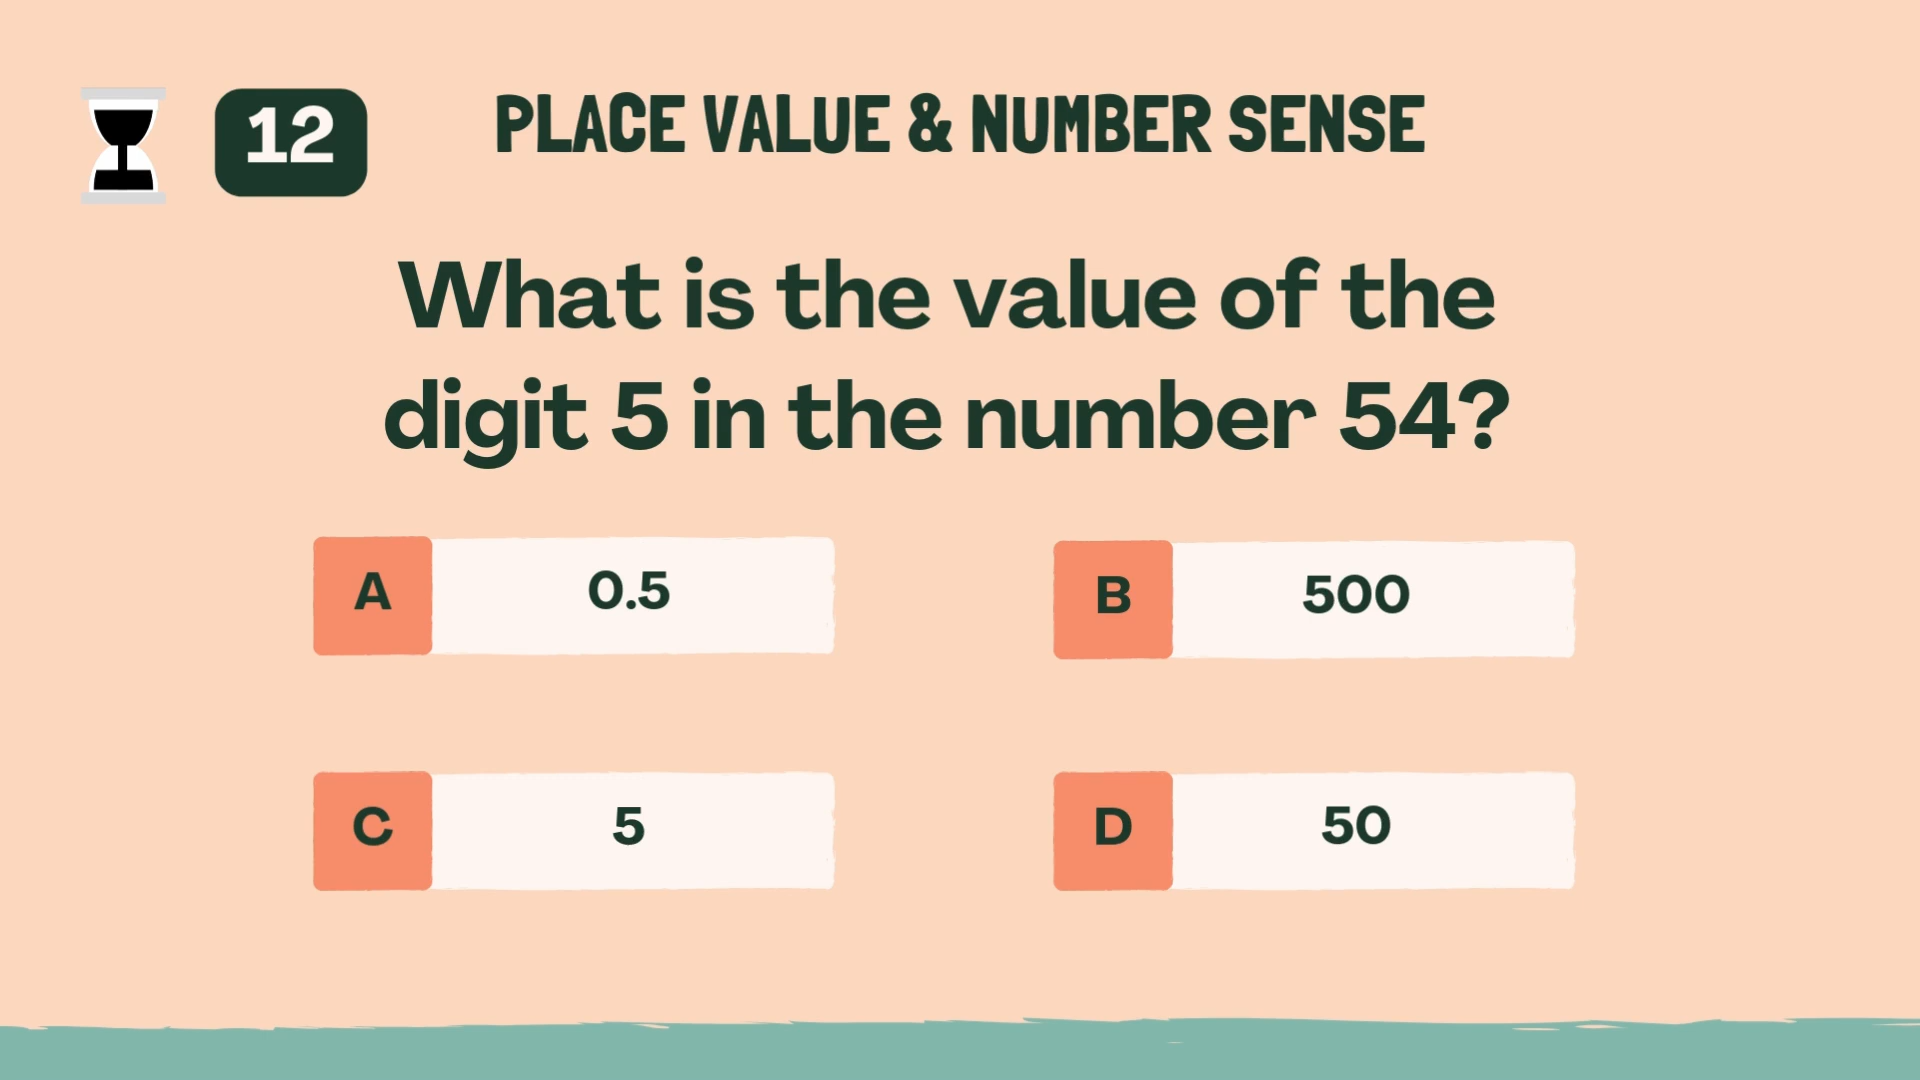 12
PLACE VALUE & NUMBER SENSE
What is the value of the
digit 5 in the number 54?
A 0.5
B 500
C 5
D 50